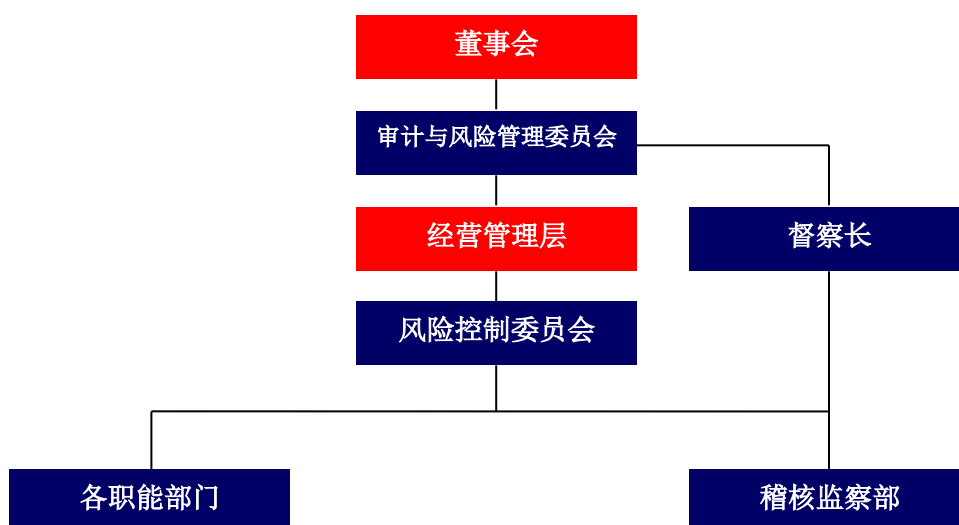 董事会
审计与风险管理委员会
经营管理层
督察长
风险控制委员会
各职能部门
稽核监察部